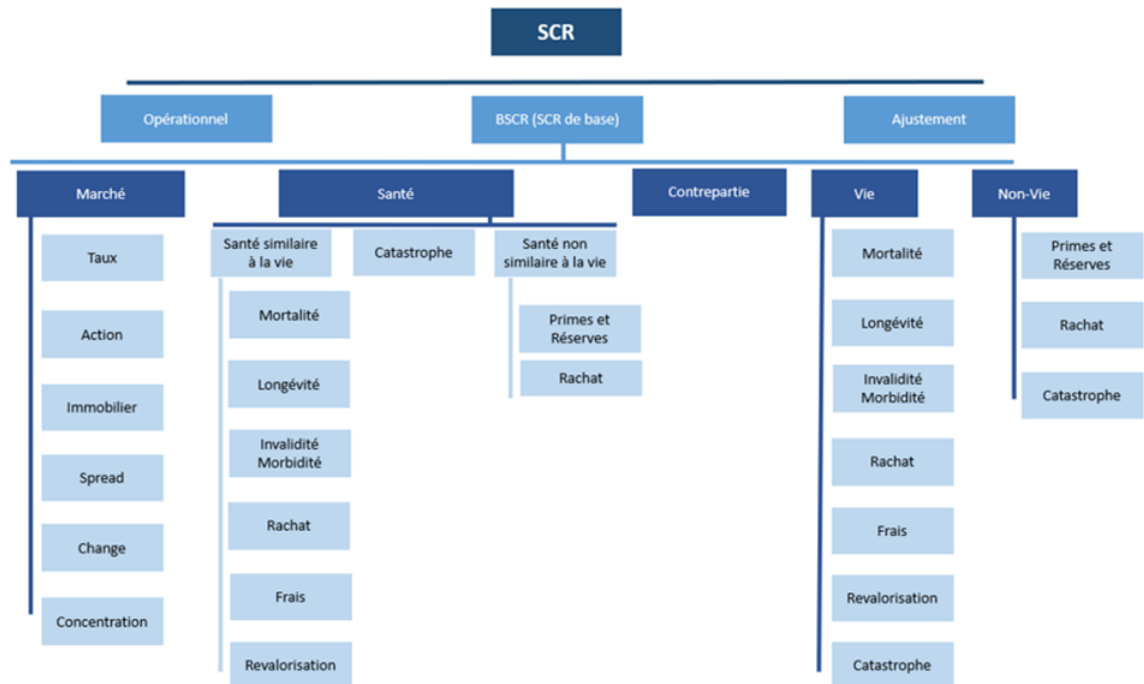 SCR
Opérationnel
BSCR (SCR de base)
Ajustement
Marché
Santé
Contrepartie
Vie
Non-Vie
Taux
Action
Immobilier
Spread
Change
Concentration
Santé similaire
à la vie
Mortalité
Longévité
Invalidité
Morbidité
Rachat
Frais
Revalorisation
Catastrophe
Santé non
similaire à la vie
Primes et
Réserves
Rachat
Mortalité
Longévité
Invalidité
Morbidité
Rachat
Frais
Revalorisation
Catastrophe
Primes et
Réserves
Rachat
Catastrophe